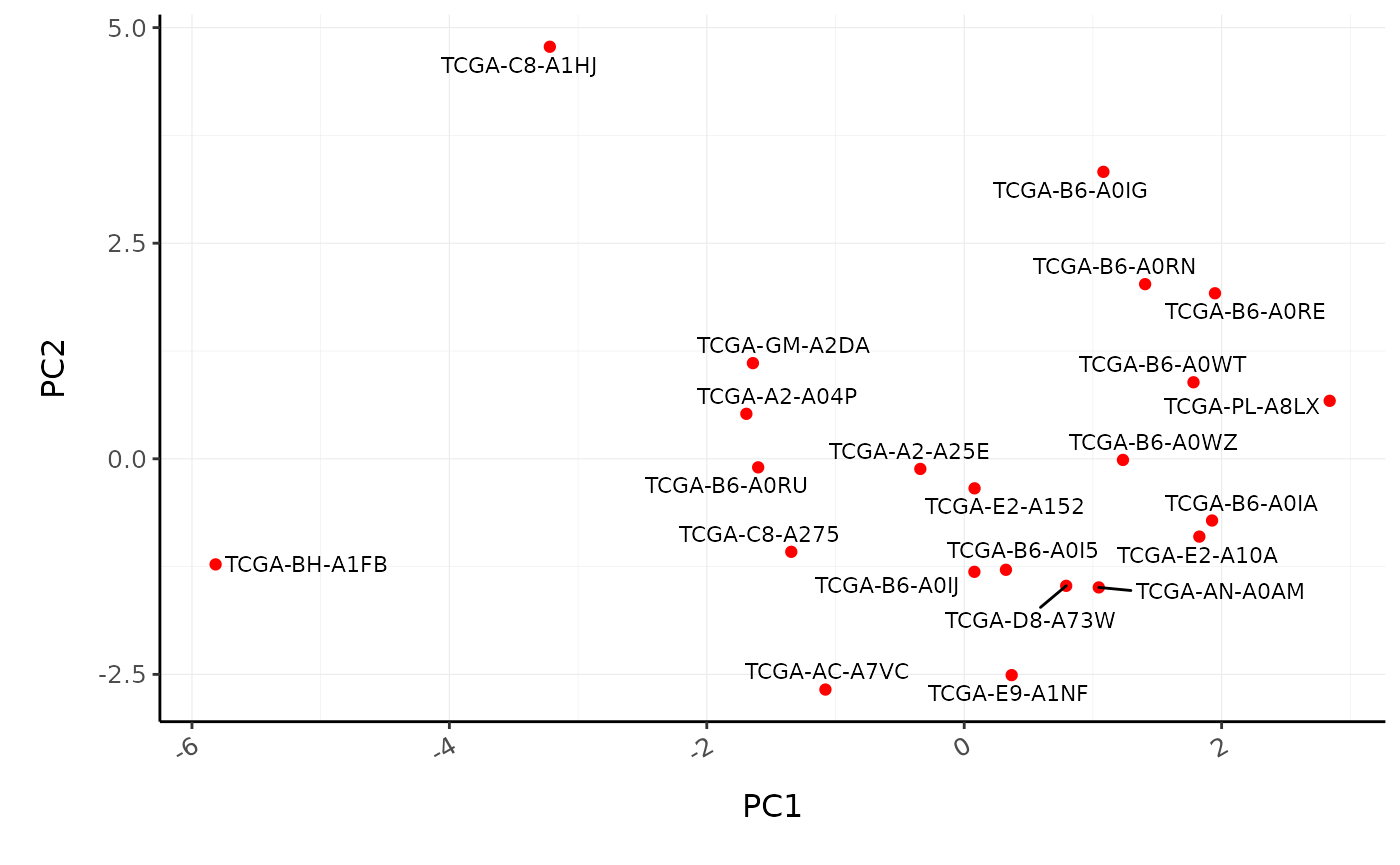 5.0
TCGA-C8-A1HJ
TCGA-B6-A0IG
2.5
TCGA-B6-A0RN
TCGA-B6-A0RE
TCGA-GM-A2DA
TCGA-B6-A0WT
TCGA-A2-A04P
TCGA-PL-A8LX
PC2
TCGA-B6-A0WZ
0.0
TCGA-A2-A25E
TCGA-B6-A0RU
TCGA-B6-A0IA
TCGA-E2-A152
TCGA-C8-A275
TCGA-B6-A0I5
TCGA-E2-A10A
TCGA-BH-A1FB
TCGA-B6-A0IJ
TCGA-AN-A0AM
TCGA-D8-A73W
-2.5
TCGA-AC-A7VC
TCGA-E9-A1NF
-6
-4
-2
0
2
PC1